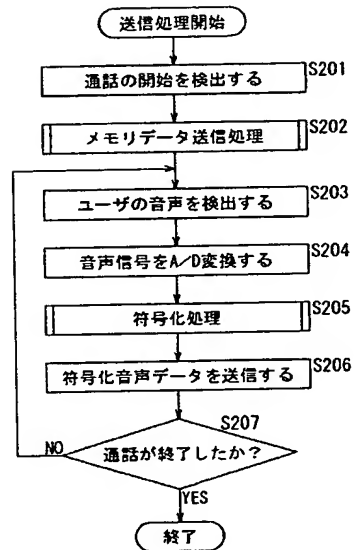 送信処理開始
通話の開始を検出する
S201
メモリデータ送信処理
S202
ユーザの音声を検出する
S203
音声信号をA/D変換する
S204
符号化処理
S205
符号化音声データを送信する
S206
S207
通話が終了したか?
NO
YES
終了